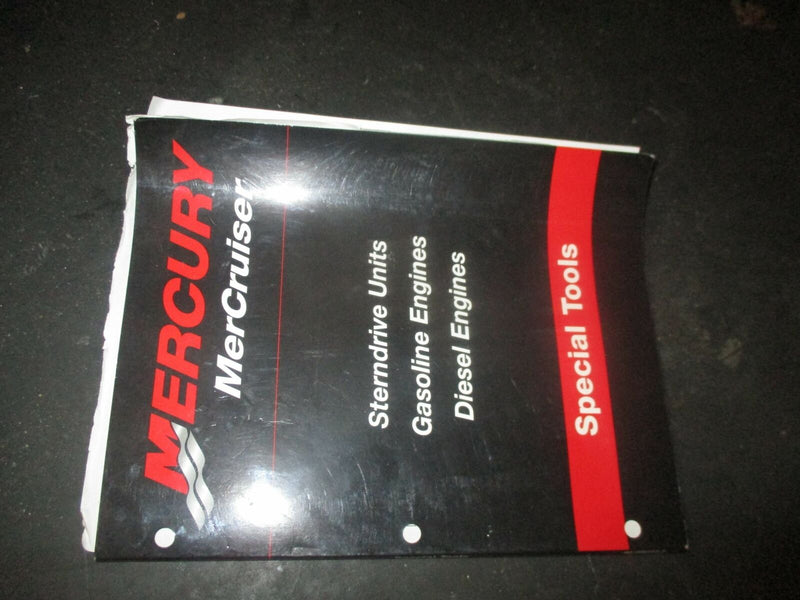 MERCURY
MerCruiser
Sterndrive Units
Gasoline Engines
Diesel Engines
Special Tools